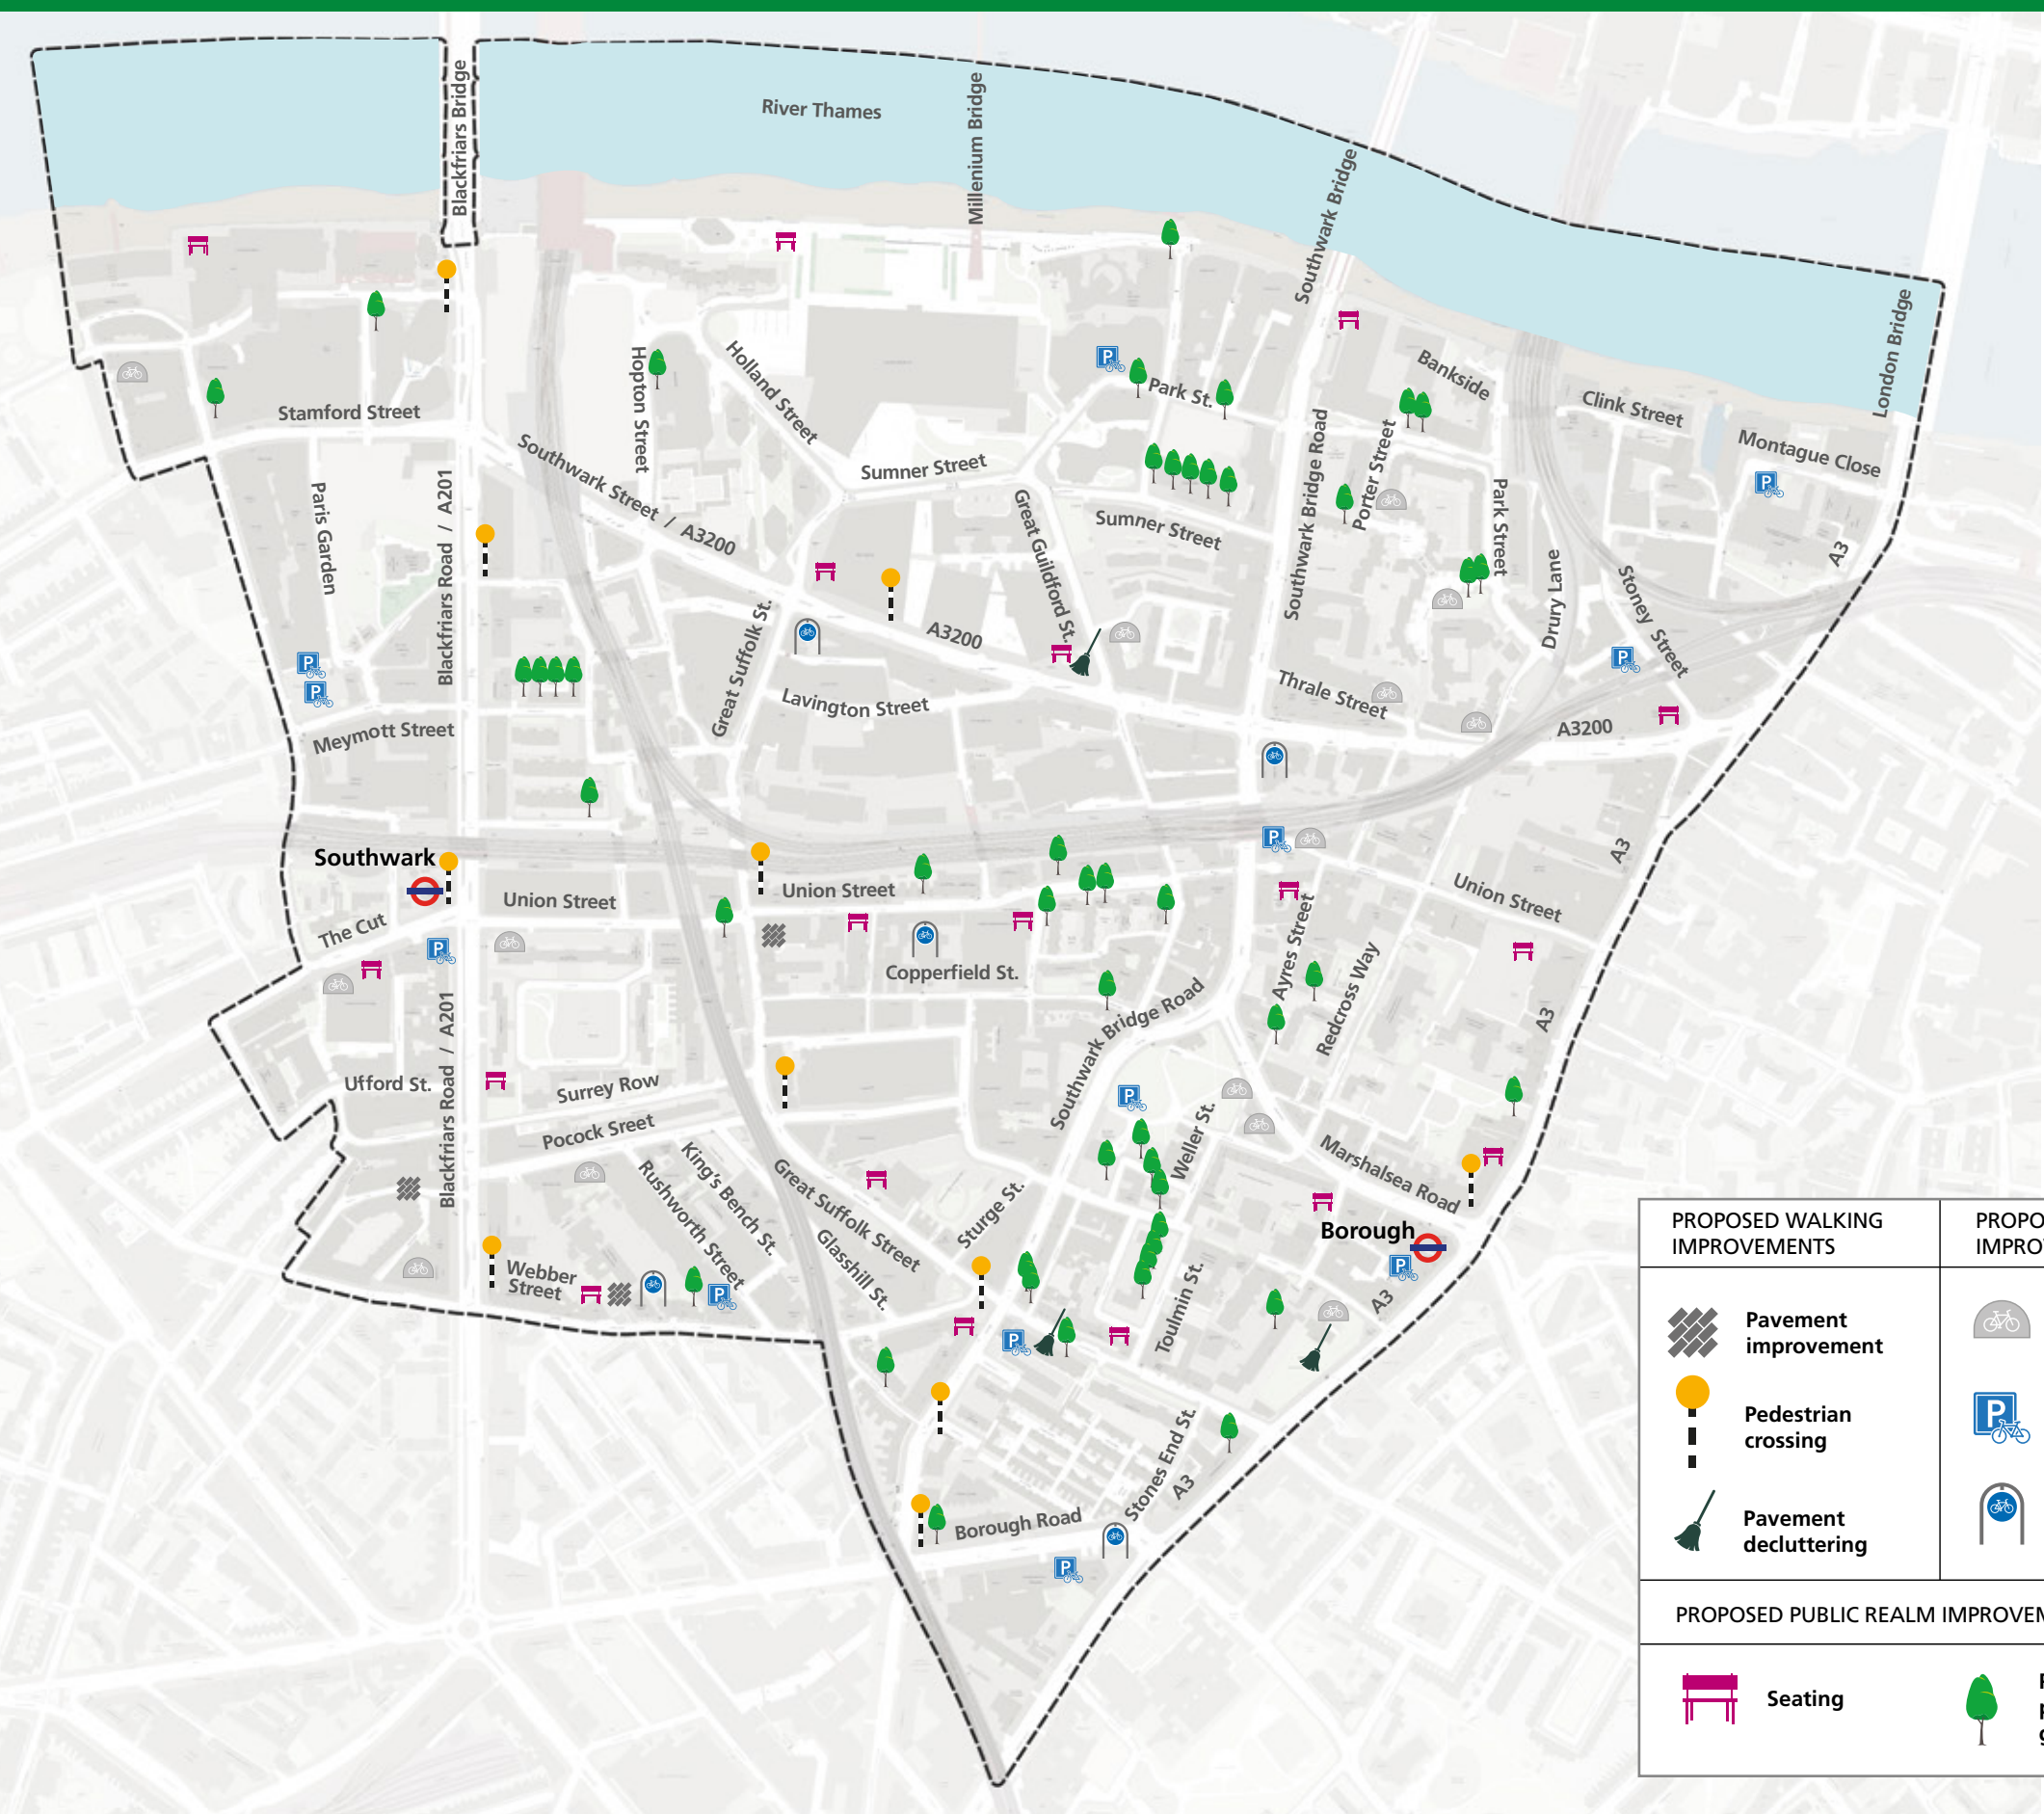 Blackfriars Bridge
River Thames
Millenium Bridge
Southwark Bridge
London Bridge
Stamford Street
Hopton Street
Holland Street
Park St.
Bankside
Clink Street
Montague Close
Paris Garden
Blackfriars Road / A201
Southwark Street / A3200
Sumner Street
Great Guildford St.
Sumner Street
Southwark Bridge Road
Porter Street
Park Street
Drury Lane
Stoney Street
A3
Great Suffolk St.
A3200
Lavington Street
Thrale Street
A3200
Meymott Street
Southwark
Union Street
Union Street
Union Street
A3
The Cut
Copperfield St.
Ayres Street
Redcross Way
A3
Blackfriars Road / A201
Ufford St.
Surrey Row
Pocock Sreet
Southwark Bridge Road
Weller St.
Marshalsea Road
King's Bench St.
Rushworth Street
Great Suffolk Street
Glasshill St.
Sturge St.
Borough
Webber
Street
Toulmin St.
A3
Stones End St.
A3
Borough Road
PROPOSED WALKING
IMPROVEMENTS
PROPO
IMPRO
Pavement
improvement
Pedestrian
crossing
P
Pavement
decluttering
PROPOSED PUBLIC REALM IMPROVEM
Seating